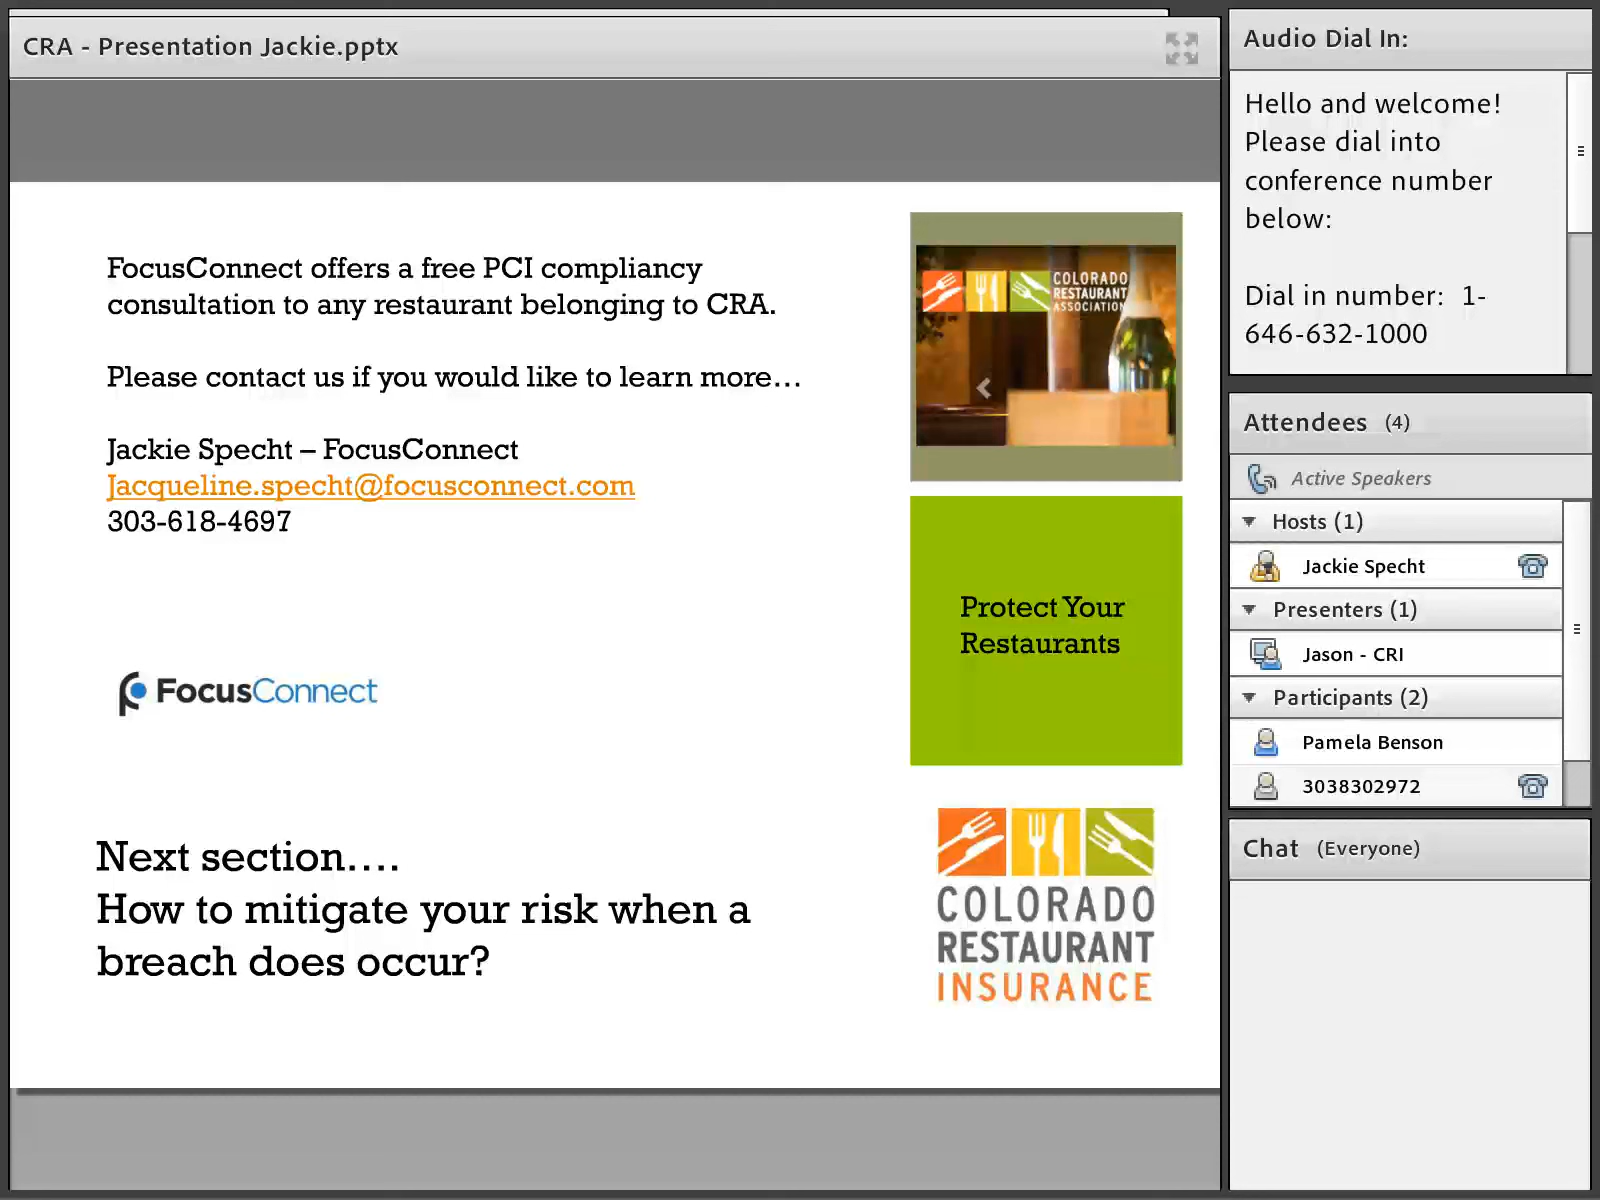 CRA - Presentation Jackie.pptx
FocusConnect offers a free PCI compliancy
consultation to any restaurant belonging to CRA.
Please contact us if you would like to learn more...
Jackie Specht – FocusConnect
Jacqueline.specht@focusconnect.com
303-618-4697
FocusConnect
Next section....
How to mitigate your risk when a
breach does occur?
COLORADO
RESTAURANT
ASSOCIATION
Protect Your
Restaurants
COLORADO
RESTAURANT
INSURANCE
Audio Dial In:
Hello and welcome!
Please dial into
conference number
below:
Dial in number: 1-
646-632-1000
Attendees (4)
Active Speakers
Hosts (1)
Jackie Specht
Presenters (1)
Jason - CRI
Participants (2)
Pamela Benson
3038302972
Chat (Everyone)